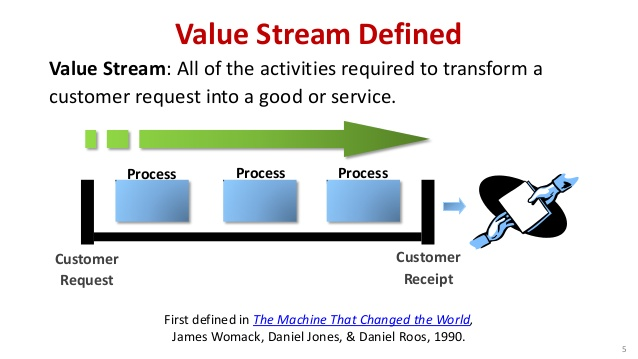 Value Stream Defined
Value Stream: All of the activities required to transform a
customer request into a good or service.
Process
Process
Process
Customer
Request
Customer
Receipt
First defined in The Machine That Changed the World,
James Womack, Daniel Jones, & Daniel Roos, 1990.
5